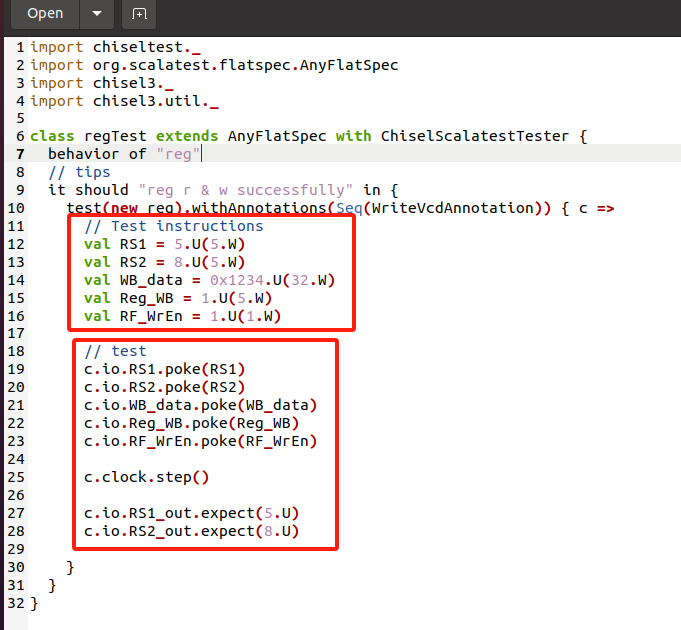 Open
1 import chiseltest._
2 import org.scalatest.flatspec.AnyFlatSpec
3 import chisel3._
4 import chisel3.util._
5
6 class regTest extends AnyFlatSpec with ChiselScalatestTester {
7   behavior of "reg"
8   // tips
9   it should "reg r & w successfully" in {
10     test(new reg).withAnnotations(Seq(WriteVcdAnnotation)) { c =>
11       // Test instructions
12       val RS1 = 5.U(5.W)
13       val RS2 = 8.U(5.W)
14       val WB_data = 0x1234.U(32.W)
15       val Reg_WB = 1.U(5.W)
16       val RF_WrEn = 1.U(1.W)
17
18       // test
19       c.io.RS1.poke(RS1)
20       c.io.RS2.poke(RS2)
21       c.io.WB_data.poke(WB_data)
22       c.io.Reg_WB.poke(Reg_WB)
23       c.io.RF_WrEn.poke(RF_WrEn)
24
25       c.clock.step()
26
27       c.io.RS1_out.expect(5.U)
28       c.io.RS2_out.expect(8.U)
29
30     }
31   }
32 }